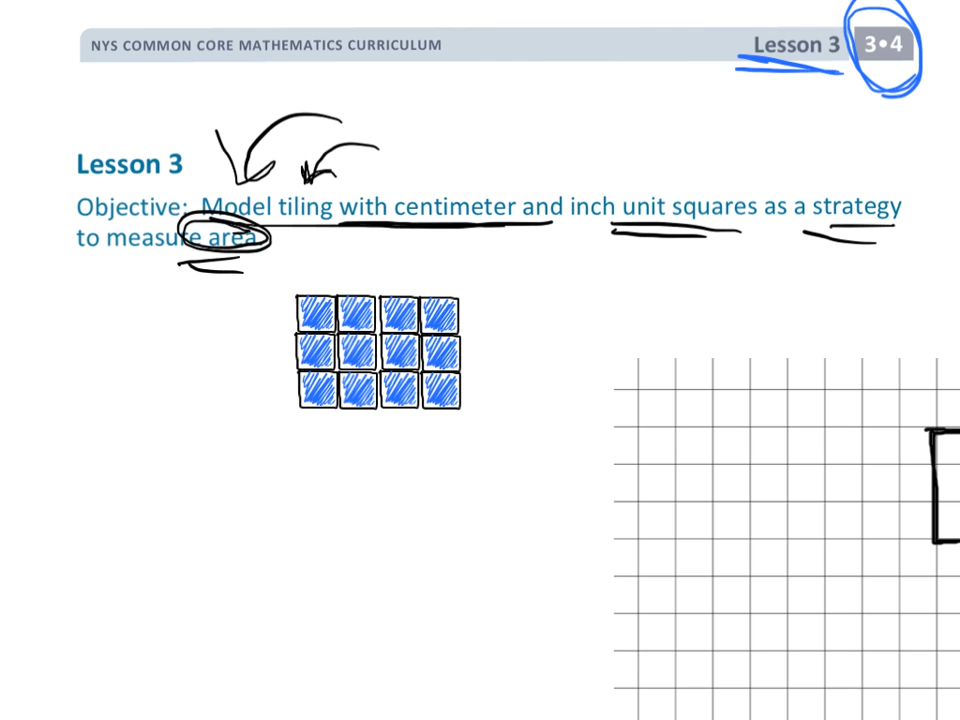 NYS COMMON CORE MATHEMATICS CURRICULUM Lesson 3 3•4
Lesson 3
Objective: Model tiling with centimeter and inch unit squares as a strategy
to measure area.